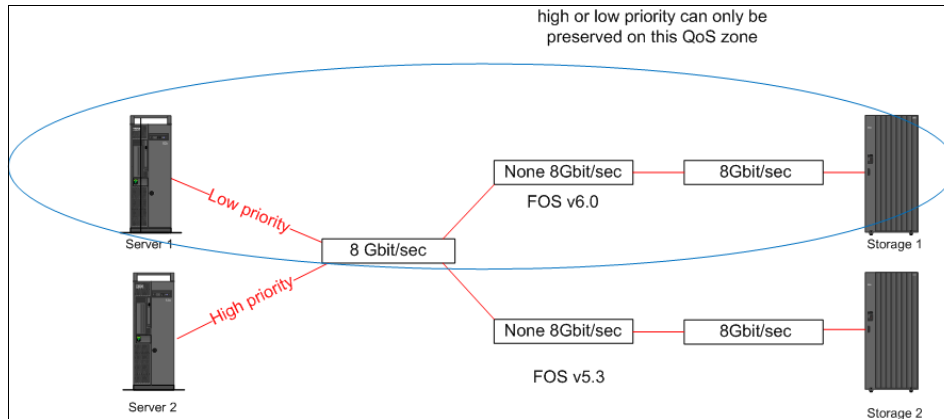 high or low priority can only be
preserved on this QoS zone
None 8Gbit/sec
8Gbit/sec
FOS v6.0
Low priority
Server 1
Storage 1
8 Gbit/sec
High priority
None 8Gbit/sec
8Gbit/sec
FOS v5.3
Server 2
Storage 2